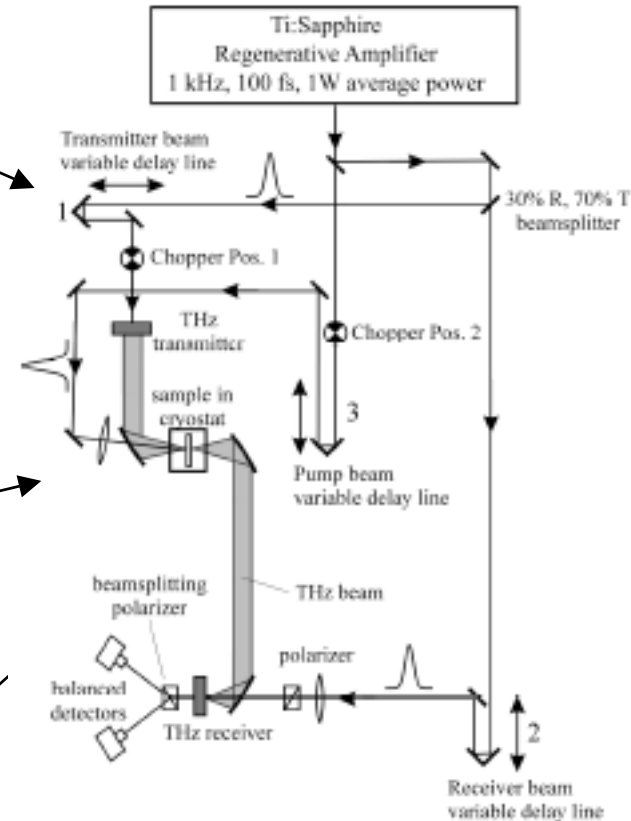 Ti:Sapphire
Regenerative Amplifier
1 kHz, 100 fs, 1W average power
Transmitter beam
variable delay line
1
30% R, 70% T
beamsplitter
Chopper Pos. 1
THz
transmitter
Chopper Pos. 2
sample in
cryostat
3
Pump beam
variable delay line
beamsplitting
polarizer
THz beam
polarizer
balanced
detectors
THz receiver
2
Receiver beam
variable delay line